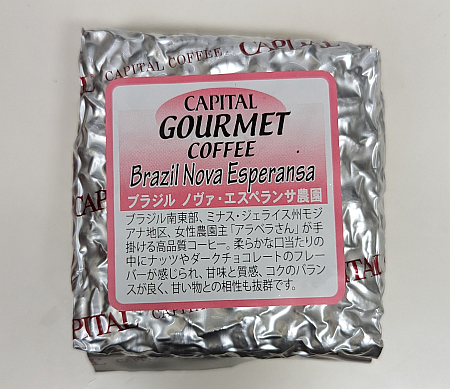 CAPITAL COFFEE
CAPITAL
CAPITAL
GOURMET
COFFEE
Brazil Nova Esperansa
ブラジル ノヴァ・エスペランサ農園
ブラジル南東部、ミナス・ジェライス州モジ
アナ地区、女性農園主「アラベラさん」が手
掛ける高品質コーヒー。柔らかな口当たりの
中にナッツやダークチョコレートのフレー
バーが感じられ、甘味と質感、コクのバランス
が良く、甘い物との相性も抜群です。
CAPITAL